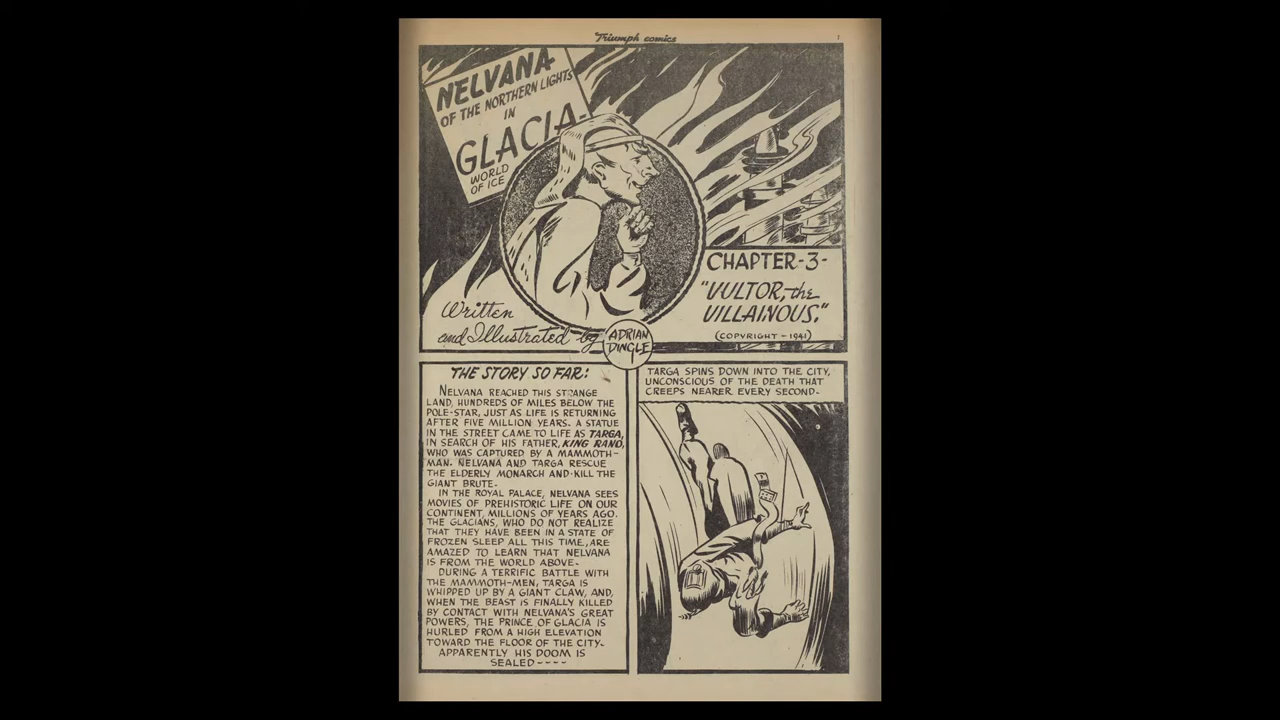 Triumph comics
1
NELVANA
OF THE NORTHERN LIGHTS
IN
GLACIA-
WORLD
OF ICE
CHAPTER-3-
"VULTOR, the
VILLAINOUS."
(COPYRIGHT-1941)
Written
and Illustrated by
ADRIAN
DINGLE
THE STORY SO FAR:
NELVANA REACHED THIS STRANGE
LAND, HUNDREDS OF MILES BELOW THE
POLE-STAR, JUST AS LIFE IS RETURNING
AFTER FIVE MILLION YEARS. A STATUE
IN THE STREET CAME TO LIFE AS TARGA,
IN SEARCH OF HIS FATHER, KING RANO,
WHO WAS CAPTURED BY A MAMMOTH-
MAN. NELVANA AND TARGA RESCUE
THE ELDERLY MONARCH AND KILL THE
GIANT BRUTE.
IN THE ROYAL PALACE, NELVANA SEES
MOVIES OF PREHISTORIC LIFE ON OUR
CONTINENT, MILLIONS OF YEARS AGO.
THE GLACIANS, WHO DO NOT REALIZE
THAT THEY HAVE BEEN IN A STATE OF
FROZEN SLEEP ALL THIS TIME, ARE
AMAZED TO LEARN THAT NELVANA
IS FROM THE WORLD ABOVE.
DURING A TERRIFIC BATTLE WITH
THE MAMMOTH-MEN, TARGA IS
WHIPPED UP BY A GIANT CLAW, AND,
WHEN THE BEAST IS FINALLY KILLED
BY CONTACT WITH NELVANA'S GREAT
POWERS, THE PRINCE OF GLACIA IS
HURLED FROM A HIGH ELEVATION
TOWARD THE FLOOR OF THE CITY.
APPARENTLY HIS DOOM IS
SEALED----
TARGA SPINS DOWN INTO THE CITY,
UNCONSCIOUS OF THE DEATH THAT
CREEPS NEARER EVERY SECOND-